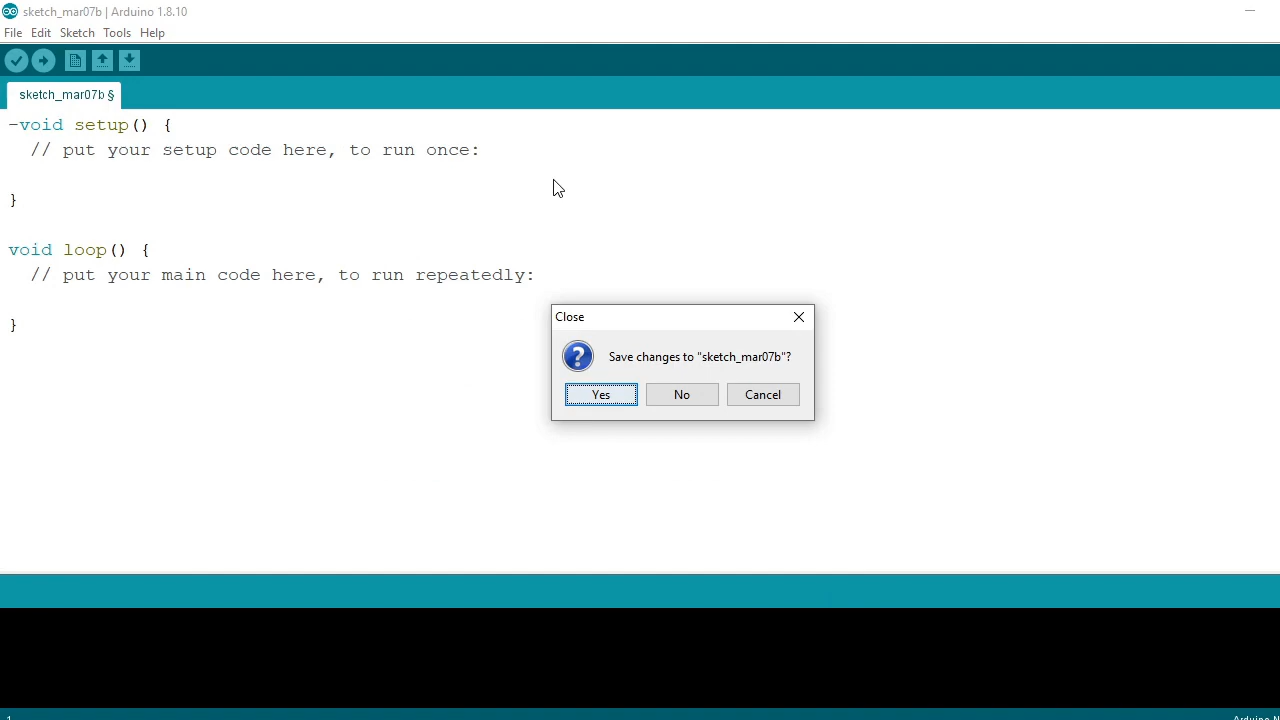 sketch_mar07b | Arduino 1.8.10
File Edit Sketch Tools Help
sketch_mar07b §
-void setup() {
// put your setup code here, to run once:
}
void loop() {
// put your main code here, to run repeatedly:
}
Close
Save changes to "sketch_mar07b"?
Yes No Cancel